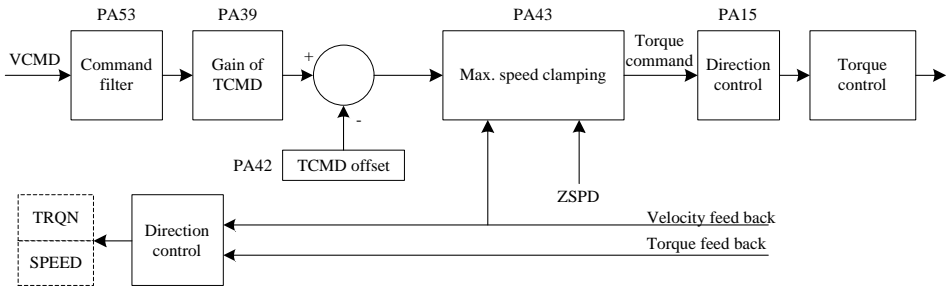 PA53
PA39
PA43
PA15
VCMD
Command
filter
Gain of
TCMD
+
-
Max. speed clamping
Torque
command
Direction
control
Torque
control
PA42
TCMD offset
ZSPD
TRQN
SPEED
Direction
control
Velocity feed back
Torque feed back